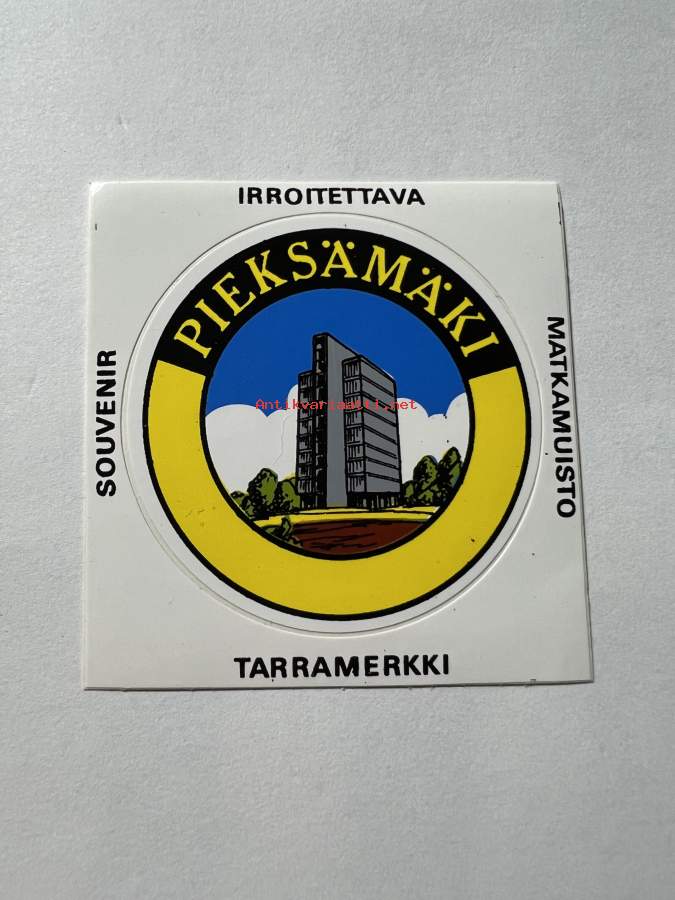 IRROITETTAVA
PIEKSÄMÄKI
SOUVENIR
MATKAMUISTO
Antikvariaatti.net
TARRAMERKKI